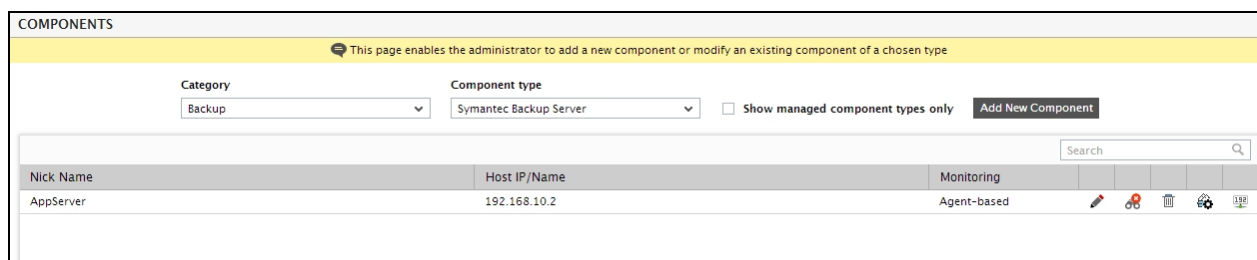 COMPONENTS
This page enables the administrator to add a new component or modify an existing component of a chosen type
Category Component type
Backup Symantec Backup Server Show managed component types only Add New Component
Search
Nick Name Host IP/Name Monitoring
AppServer 192.168.10.2 Agent-based 192